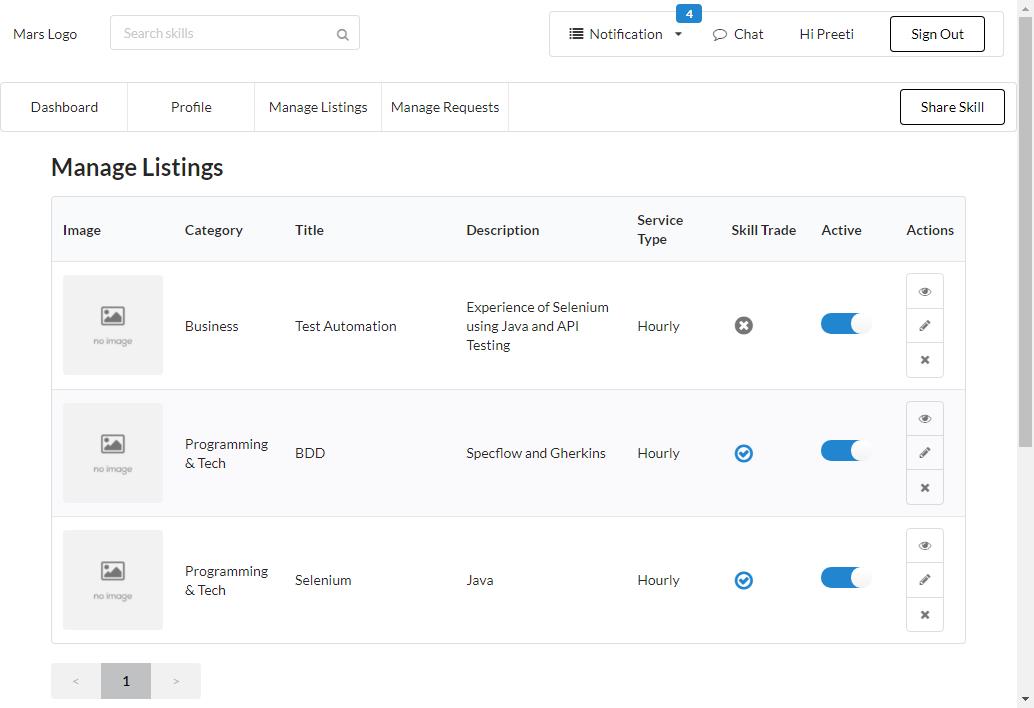 4
Mars Logo
Search skills
Notification
Chat
Hi Preeti
Sign Out
Dashboard
Profile
Manage Listings
Manage Requests
Share Skill
Manage Listings
Image
Category
Title
Description
Service
Type
Skill Trade
Active
Actions
no image
Business
Test Automation
Experience of Selenium
using Java and API
Testing
Hourly
no image
Programming
& Tech
BDD
Specflow and Gherkins
Hourly
no image
Programming
& Tech
Selenium
Java
Hourly
<
1
>